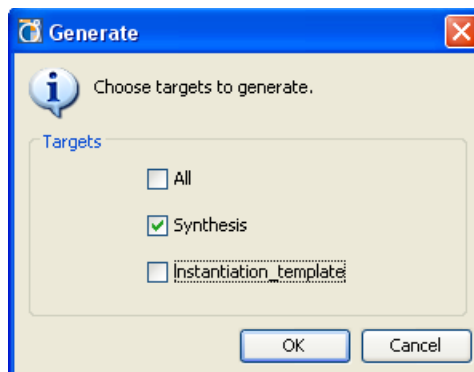 Generate
Choose targets to generate.
Targets
All
Synthesis
Instantiation_template
OK
Cancel